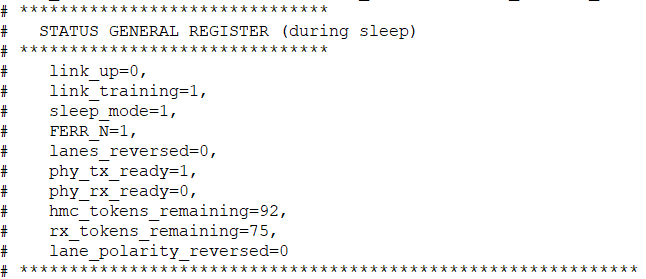 # *******************************
#   STATUS GENERAL REGISTER (during sleep)
# *******************************
#    link_up=0,
#    link_training=1,
#    sleep_mode=1,
#    FERR_N=1,
#    lanes_reversed=0,
#    phy_tx_ready=1,
#    phy_rx_ready=0,
#    hmc_tokens_remaining=92,
#    rx_tokens_remaining=75,
#    lane_polarity_reversed=0
# **************************************************************